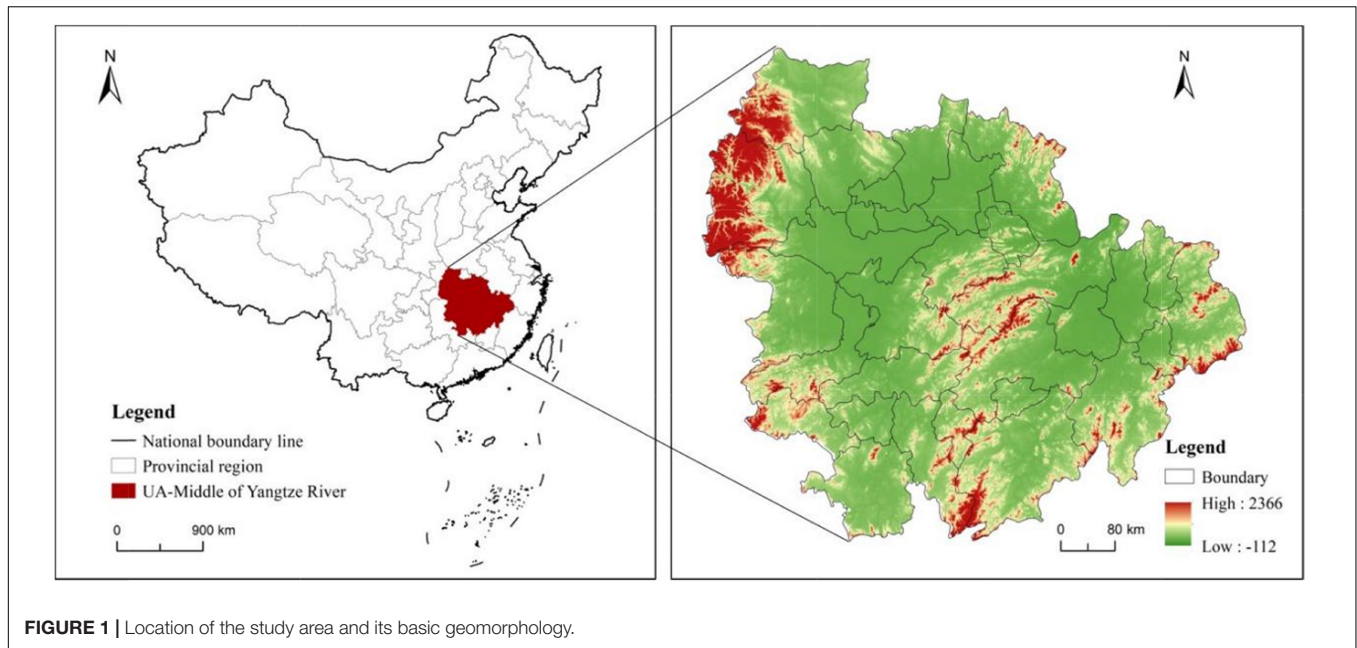 N
Legend
National boundary line
Provincial region
UA-Middle of Yangtze River
0 900 km
N
Legend
Boundary
High : 2366
Low : -112
0 80 km
FIGURE 1 | Location of the study area and its basic geomorphology.